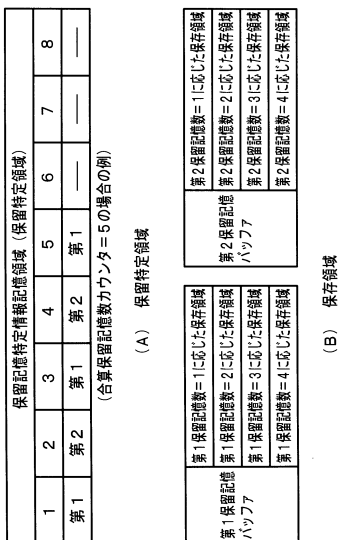 保留記憶特定情報記憶領域（保留特定領域）
1 2 3 4 5 6 7 8
第1 第2 第1 第2 第1 ― ― ―
（合算保留記憶数カウンタ＝5の場合の例）
（A） 保留特定領域
第1保留記憶
バッファ
第1保留記憶数＝1に応じた保存領域
第1保留記憶数＝2に応じた保存領域
第1保留記憶数＝3に応じた保存領域
第1保留記憶数＝4に応じた保存領域
第2保留記憶
バッファ
第2保留記憶数＝1に応じた保存領域
第2保留記憶数＝2に応じた保存領域
第2保留記憶数＝3に応じた保存領域
第2保留記憶数＝4に応じた保存領域
（B） 保存領域